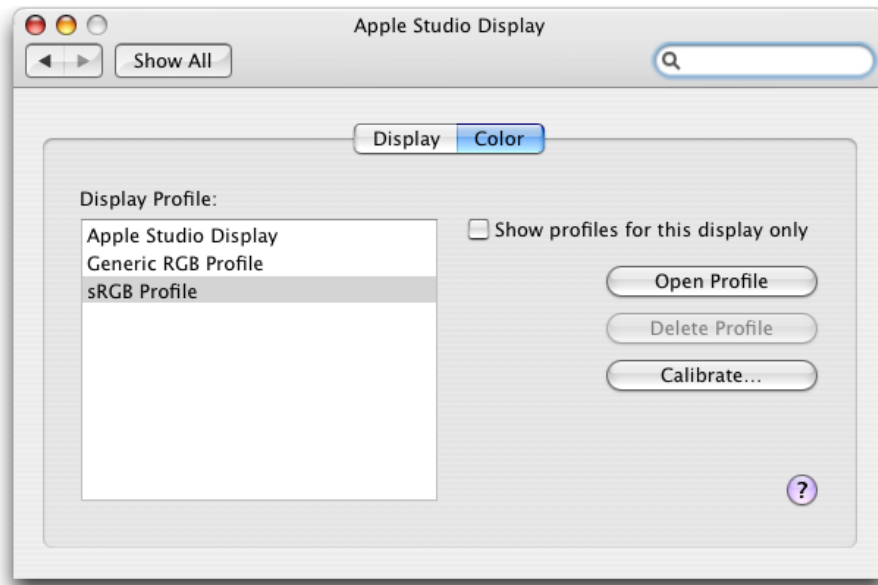 Apple Studio Display
Show All
Display Color
Display Profile:
Apple Studio Display
Generic RGB Profile
sRGB Profile
Show profiles for this display only
Open Profile
Delete Profile
Calibrate...
?